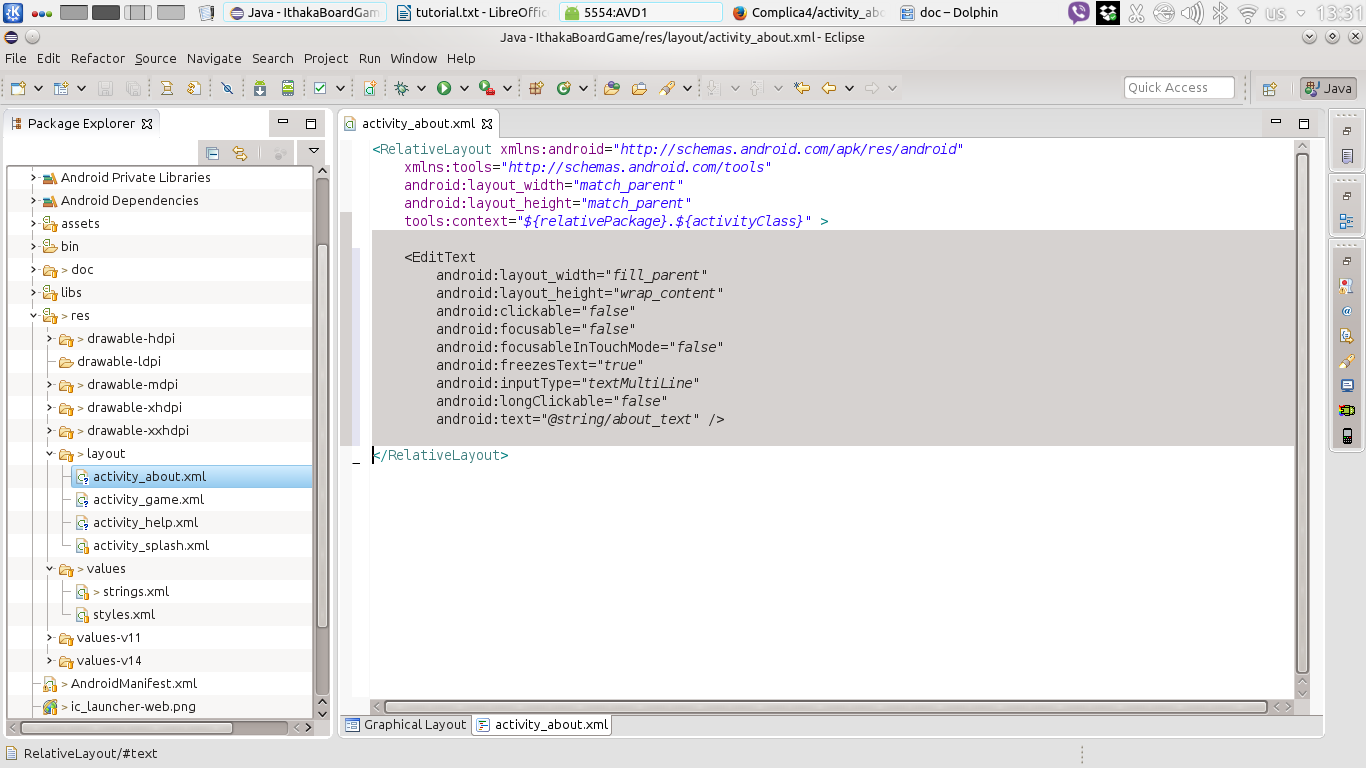 Java - IthakaBoardGam
tutorial.txt - LibreOffic
5554:AVD1
Complica4/activity_abo
doc – Dolphin
us
13:31
Java - IthakaBoardGame/res/layout/activity_about.xml - Eclipse
File Edit Refactor Source Navigate Search Project Run Window Help
Quick Access
Java
Package Explorer
Android Private Libraries
Android Dependencies
assets
bin
> doc
libs
> res
> drawable-hdpi
drawable-ldpi
> drawable-mdpi
> drawable-xhdpi
> drawable-xxhdpi
> layout
activity_about.xml
activity_game.xml
activity_help.xml
activity_splash.xml
> values
> strings.xml
styles.xml
values-v11
values-v14
> AndroidManifest.xml
> ic_launcher-web.png
activity_about.xml
<RelativeLayout xmlns:android="http://schemas.android.com/apk/res/android"
xmlns:tools="http://schemas.android.com/tools"
android:layout_width="match_parent"
android:layout_height="match_parent"
tools:context="${relativePackage}.${activityClass}" >
<EditText
android:layout_width="fill_parent"
android:layout_height="wrap_content"
android:clickable="false"
android:focusable="false"
android:focusableInTouchMode="false"
android:freezesText="true"
android:inputType="textMultiLine"
android:longClickable="false"
android:text="@string/about_text" />
</RelativeLayout>
Graphical Layout
activity_about.xml
RelativeLayout/#text